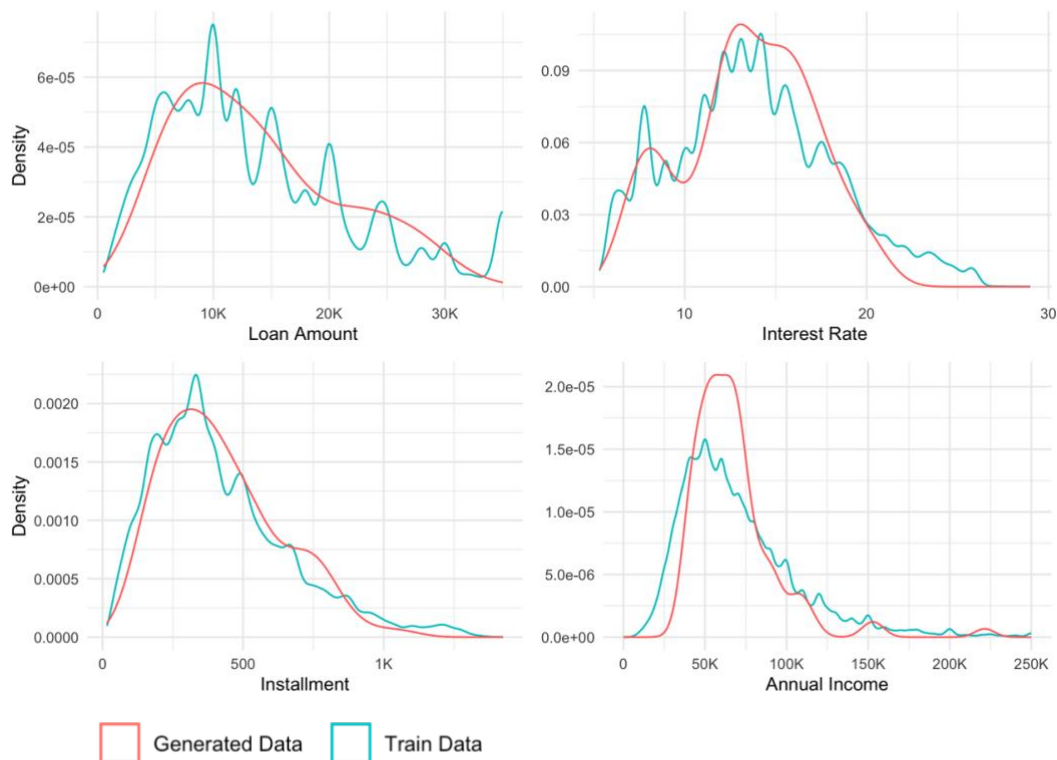 Density
6e-05
4e-05
2e-05
0e+00
0 10K 20K 30K
Loan Amount
0.09
0.06
0.03
0.00
10 20 30
Interest Rate
Density
0.0020
0.0015
0.0010
0.0005
0.0000
0 500 1K
Installment
2.0e-05
1.5e-05
1.0e-05
5.0e-06
0.0e+00
0 50K 100K 150K 200K 250K
Annual Income
Generated Data Train Data